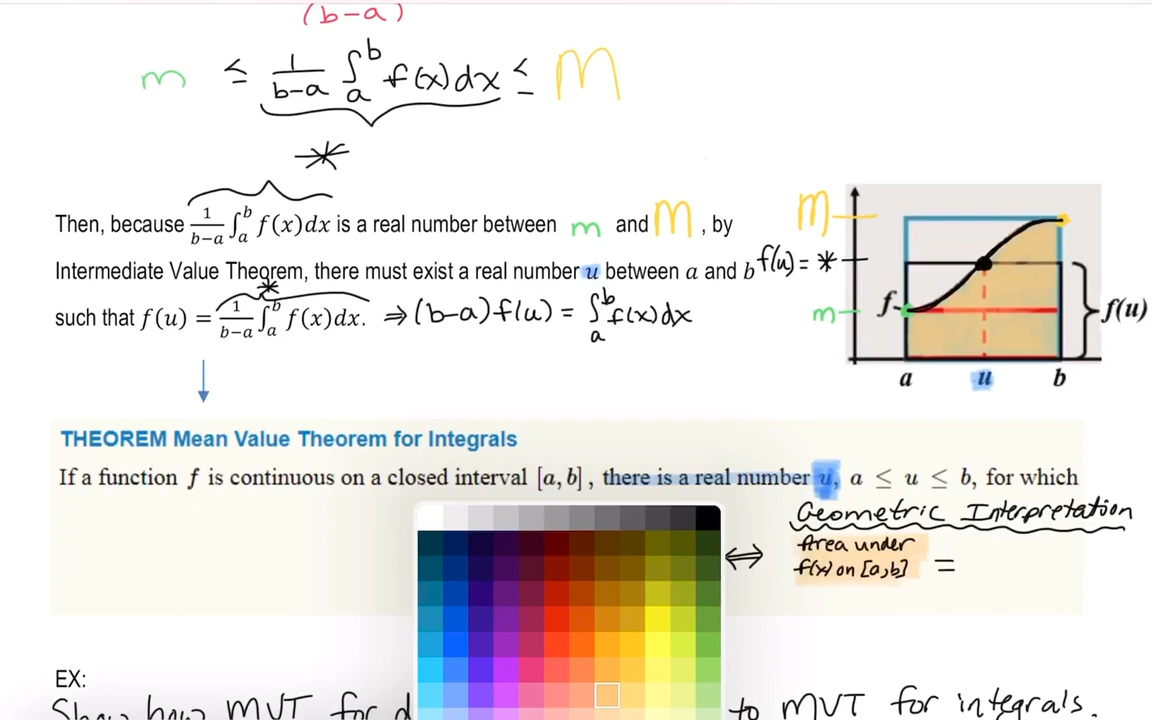 (b-a)
m ≤ 1/(b-a) ∫_a^b f(x)dx ≤ M
*
Then, because 1/(b−a) ∫_a^b f(x)dx is a real number between m and M, by
Intermediate Value Theorem, there must exist a real number u between a and b
*
such that f(u) = 1/(b−a) ∫_a^b f(x)dx. ⇒ (b-a)f(u) = ∫_a^b f(x)dx
M
f(u) = *
m
f
f(u)
a u b
THEOREM Mean Value Theorem for Integrals
If a function f is continuous on a closed interval [a, b], there is a real number u, a ≤ u ≤ b, for which
Geometric Interpretation
⇔ Area under
f(x) on [a,b] =
EX:
Show how MVT for d to MVT for integrals.